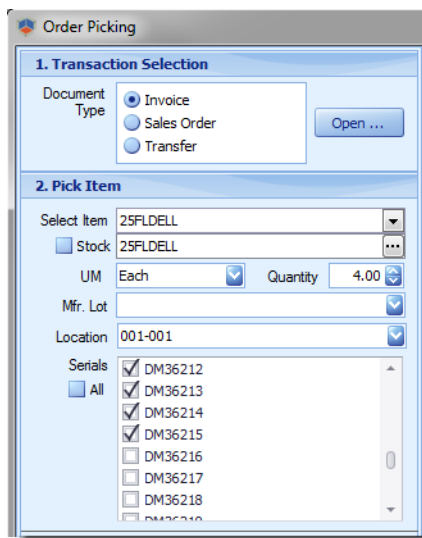 Order Picking
1. Transaction Selection
Document Type
Invoice
Sales Order
Transfer
Open ...
2. Pick Item
Select Item 25FLDELL
Stock 25FLDELL ...
UM Each Quantity 4.00
Mfr. Lot
Location 001-001
Serials
All
DM36212
DM36213
DM36214
DM36215
DM36216
DM36217
DM36218